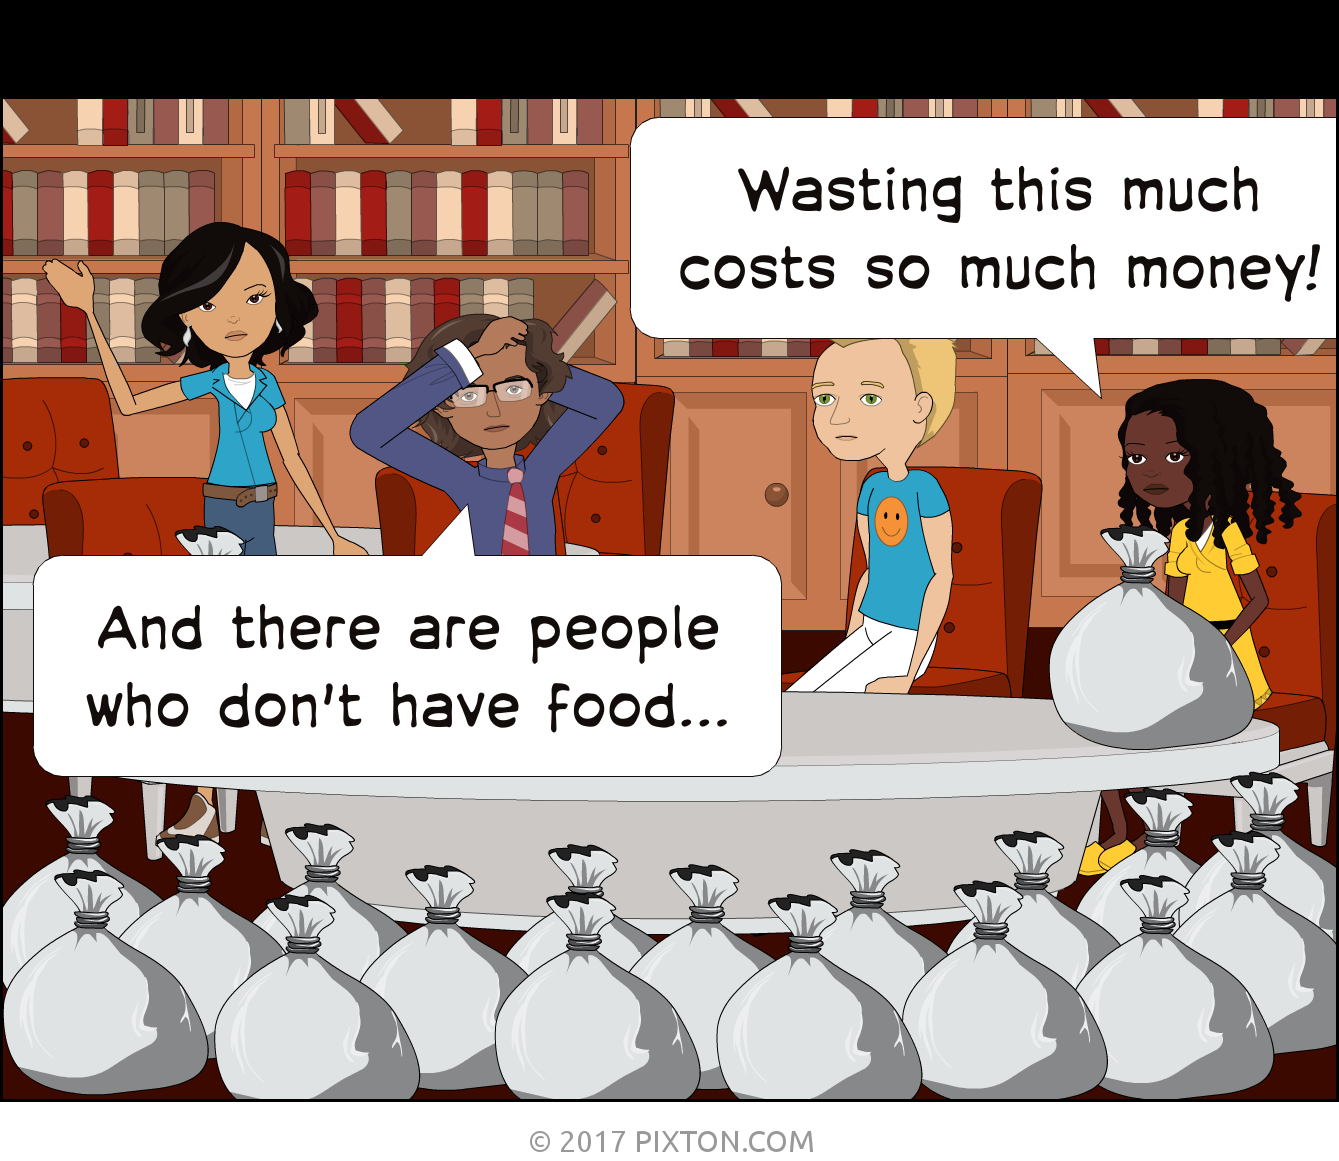 Wasting this much
costs so much money!
And there are people
who don't have food...
© 2017 PIXTON.COM